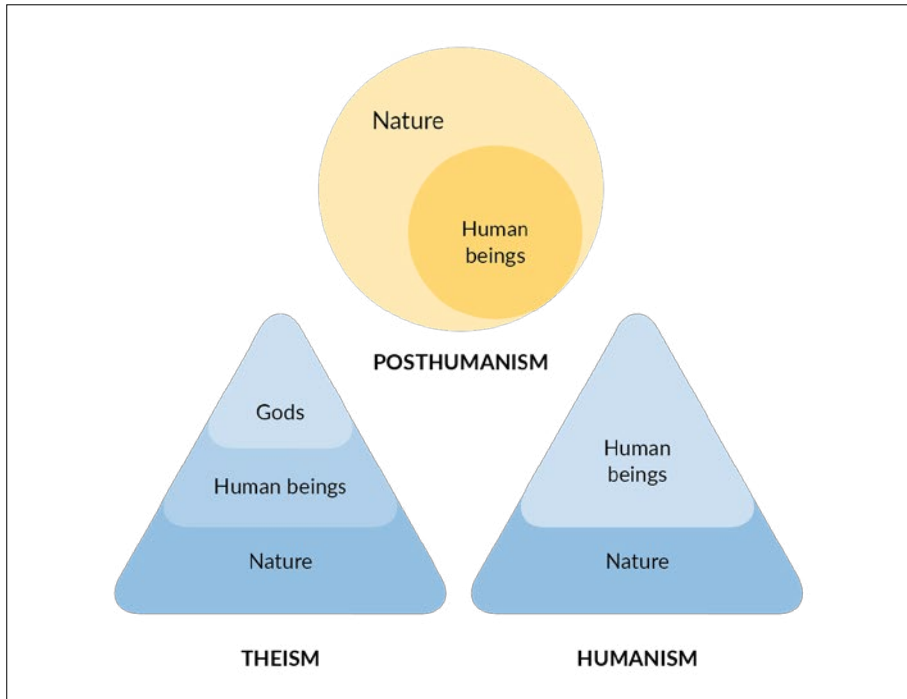 Nature
Human
beings
POSTHUMANISM
Gods
Human beings
Nature
THEISM
Human
beings
Nature
HUMANISM